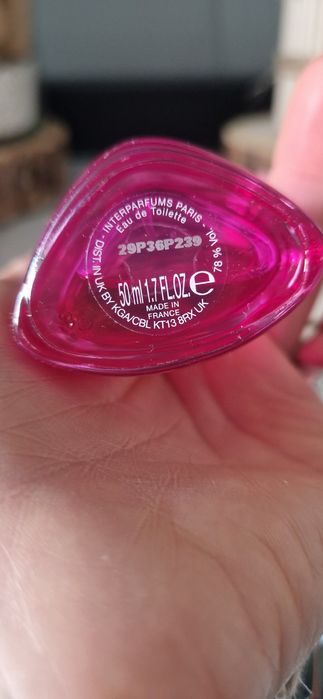 - INTERPARFUMS PARIS -
Eau de Toilette
29P36P239
50 ml 1.7 FL.OZ. e
MADE IN
FRANCE
78 % Vol.
DIST. IN UK BY KGA/CBL KT13 8RX UK